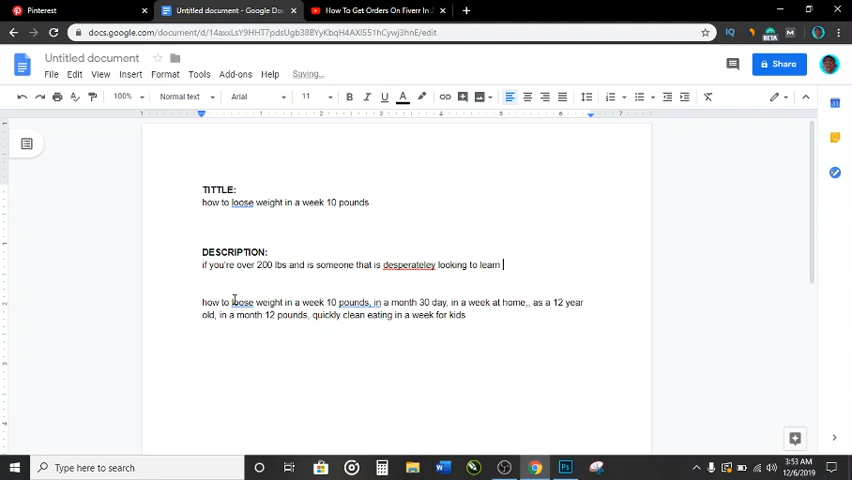 Pinterest
Untitled document - Google Do
How To Get Orders On Fiverr In
docs.google.com/document/d/14axxLsY9HHT7pdsUgb38ByYyKbqH4AXl551hCywj3hnE/edit
BETA
Untitled document
File Edit View Insert Format Tools Add-ons Help Saving...
Share
100% Normal text Arial 11
TITTLE:
how to loose weight in a week 10 pounds
DESCRIPTION:
if you're over 200 lbs and is someone that is desperateley looking to learn
how to loose weight in a week 10 pounds, in a month 30 day, in a week at home,, as a 12 year
old, in a month 12 pounds, quickly clean eating in a week for kids
Type here to search
3:53 AM
12/6/2019